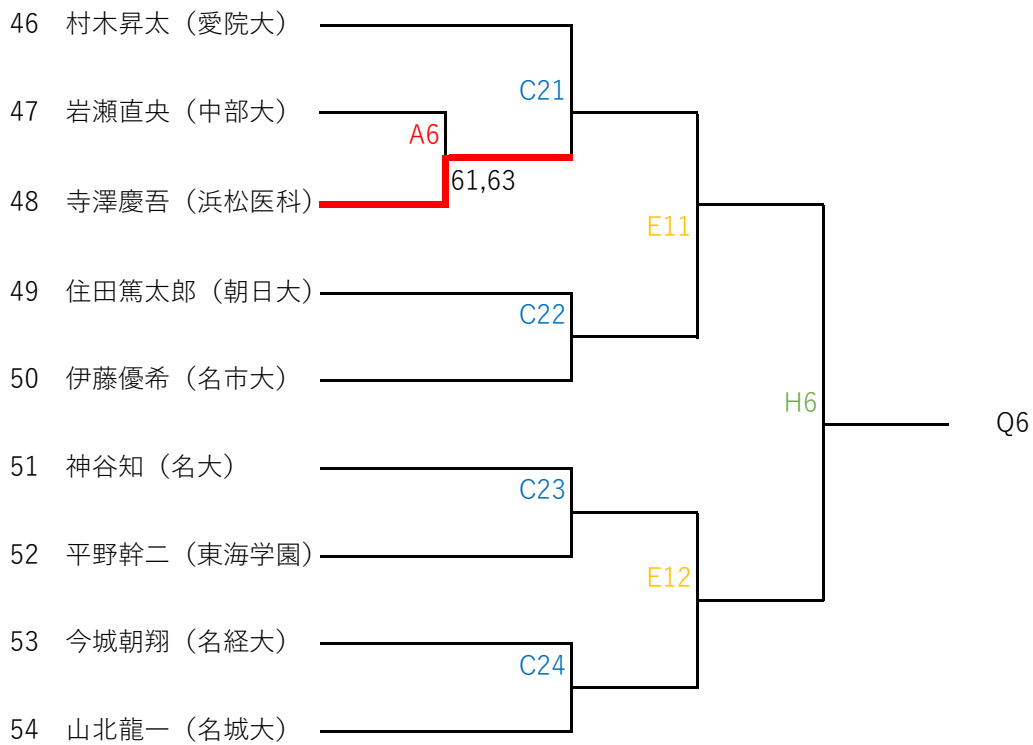 46 村木昇太（愛院大）
C21
47 岩瀬直央（中部大）
A6
61,63
48 寺澤慶吾（浜松医科）
E11
49 住田篤太郎（朝日大）
C22
50 伊藤優希（名市大）
H6
Q6
51 神谷知（名大）
C23
52 平野幹二（東海学園）
E12
53 今城朝翔（名経大）
C24
54 山北龍一（名城大）